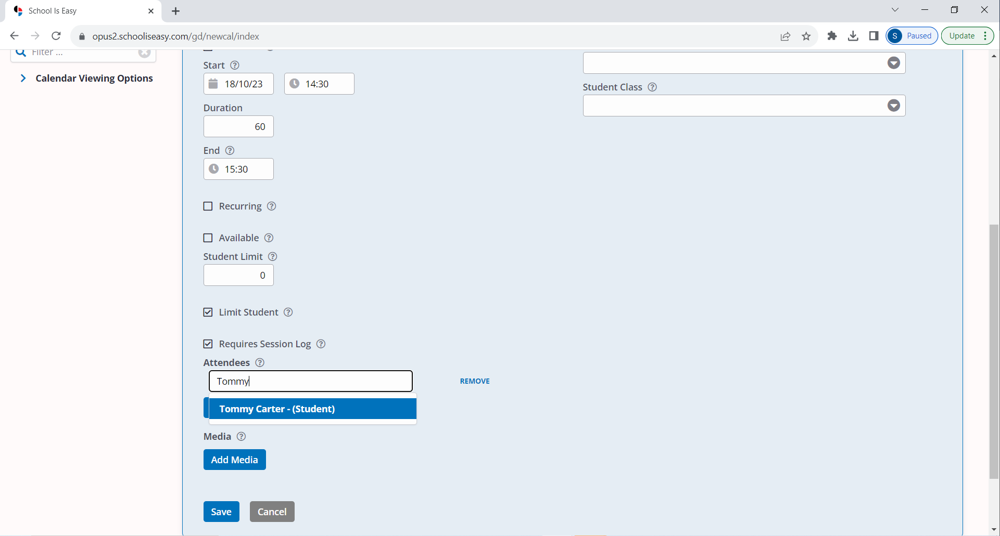 School Is Easy
opus2.schooliseasy.com/gd/newcal/index
S Paused
Update
Filter ...
Calendar Viewing Options
Start
18/10/23 14:30
Duration
60
End
15:30
Recurring
Available
Student Limit
0
Limit Student
Requires Session Log
Attendees
Tommy
REMOVE
Tommy Carter - (Student)
Media
Add Media
Save Cancel
Student Class